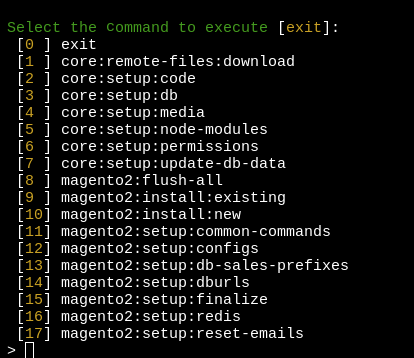 Select the command to execute [exit]:
[0 ] exit
[1 ] core:remote-files:download
[2 ] core:setup:code
[3 ] core:setup:db
[4 ] core:setup:media
[5 ] core:setup:node-modules
[6 ] core:setup:permissions
[7 ] core:setup:update-db-data
[8 ] magento2:flush-all
[9 ] magento2:install:existing
[10] magento2:install:new
[11] magento2:setup:common-commands
[12] magento2:setup:configs
[13] magento2:setup:db-sales-prefixes
[14] magento2:setup:dburls
[15] magento2:setup:finalize
[16] magento2:setup:redis
[17] magento2:setup:reset-emails
>